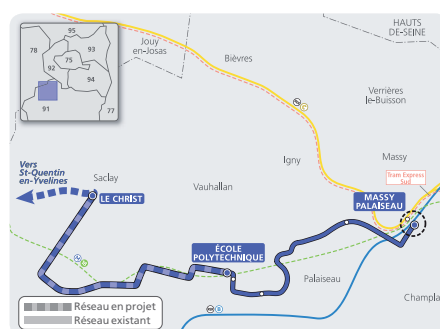 HAUTS
DE-SEINE
95
78
93
75
92
94
91
77
Jouy
en-Josas
Bièvres
Verrières
le-Buisson
C
Igny
Massy
Train Express
Sud
Vers
St-Quentin
en-Yvelines
Saclay
Vauhallan
LE CHRIST
MASSY
PALAISEAU
ÉCOLE
POLYTECHNIQUE
Palaiseau
Champla
B
Réseau en projet
Réseau existant